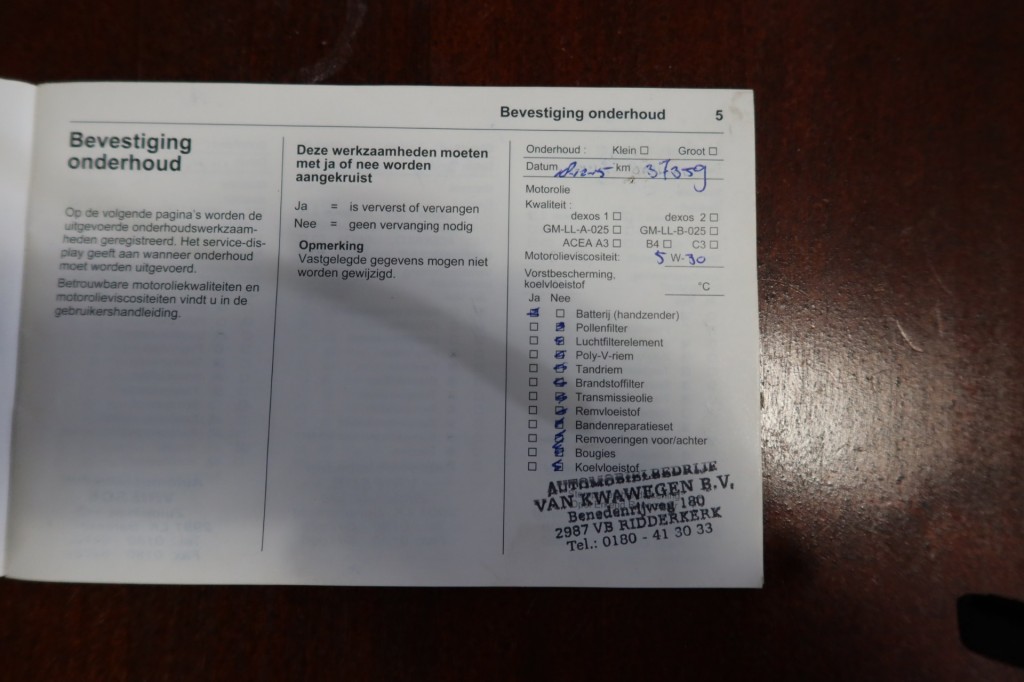 Bevestiging onderhoud 5
Bevestiging
onderhoud
Op de volgende pagina's worden de
uitgevoerde onderhoudswerkzaam-
heden geregistreerd. Het service-dis-
play geeft aan wanneer onderhoud
moet worden uitgevoerd.
Betrouwbare motoroliekwaliteiten en
motorolieviscositeiten vindt u in de
gebruikershandleiding.
Deze werkzaamheden moeten
met ja of nee worden
aangekruist
Ja = is ververst of vervangen
Nee = geen vervanging nodig
Opmerking
Vastgelegde gegevens mogen niet
worden gewijzigd.
Onderhoud : Klein Groot
Datum km 37359
Motorolie
Kwaliteit :
dexos 1 dexos 2
GM-LL-A-025 GM-LL-B-025
ACEA A3 B4 C3
Motorolieviscositeit: 5 W-30
Vorstbescherming,
koelvloeistof °C
Ja Nee
Batterij (handzender)
Pollenfilter
Luchtfilterelement
Poly-V-riem
Tandriem
Brandstoffilter
Transmissieolie
Remvloeistof
Bandenreparatieset
Remvoeringen voor/achter
Bougies
Koelvloeistof
AUTOMOBIELBEDRIJF
VAN KWAWEGEN B.V.
Benedenrijweg 180
2987 VB RIDDERKERK
Tel.: 0180 - 41 30 33